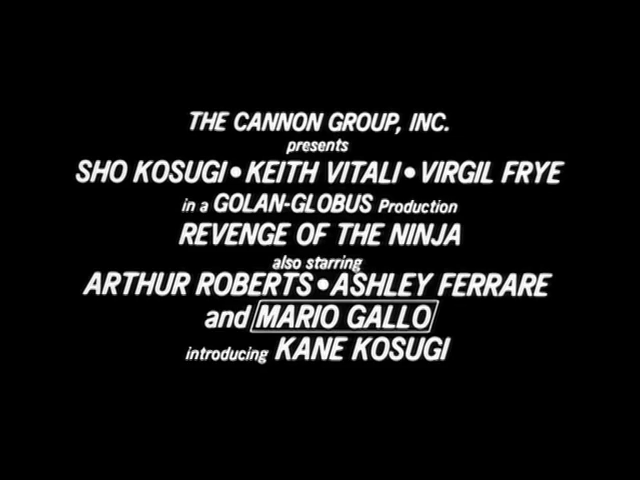 THE CANNON GROUP, INC.
presents
SHO KOSUGI • KEITH VITALI • VIRGIL FRYE
in a GOLAN-GLOBUS Production
REVENGE OF THE NINJA
also starring
ARTHUR ROBERTS • ASHLEY FERRARE
and MARIO GALLO
introducing KANE KOSUGI